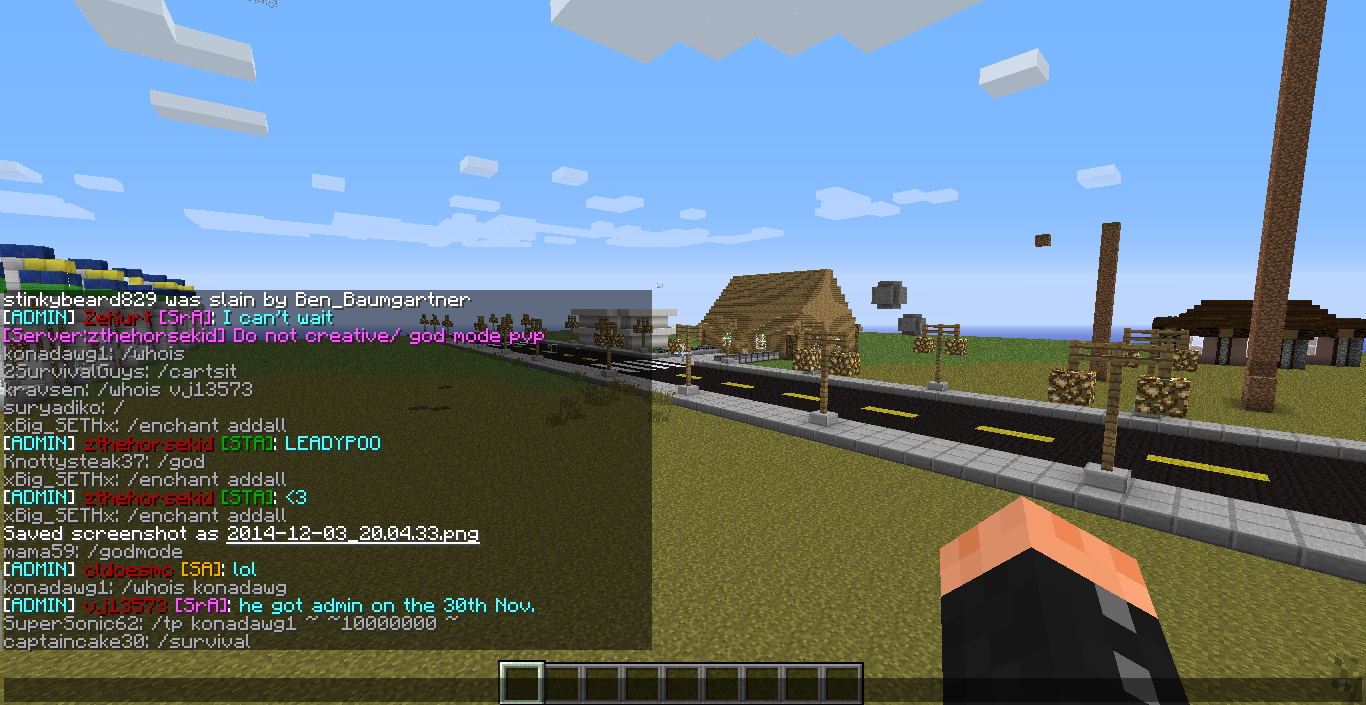 stinkybeard829 was slain by Ben_Baumgartner
[ADMIN] ZeKurt [SrA]: I can't wait
[Server:zthehorsekid] Do not creative/ god mode pvp
konadawg1: /whois
2SurvivalGuys: /cartsit
kravsen: /whois vj13573
suryadiko: /
xBig_SETHx: /enchant addall
[ADMIN] zthehorsekid [STA]: LEADYPOO
Knottysteak37: /god
xBig_SETHx: /enchant addall
[ADMIN] zthehorsekid [STA]: <3
xBig_SETHx: /enchant addall
Saved screenshot as 2014-12-03_20.04.33.png
mama59: /godmode
[ADMIN] cldoesmc [SA]: lol
konadawg1: /whois konadawg
[ADMIN] vj13573 [SrA]: he got admin on the 30th Nov.
SuperSonic62: /tp konadawg1 ~ ~10000000 ~
captaincake30: /survival